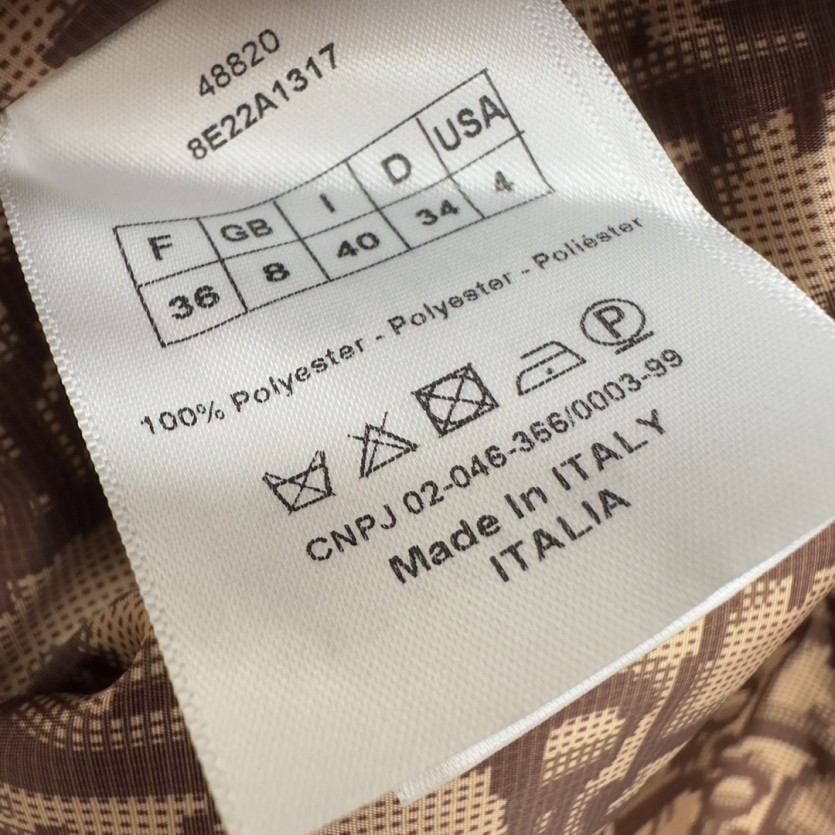 48820
8E22A1317
F GB I D USA
36 8 40 34 4
100% Polyester - Polyester - Poliéster
P
CNPJ 02-046-366/0003-99
Made In ITALY
ITALIA